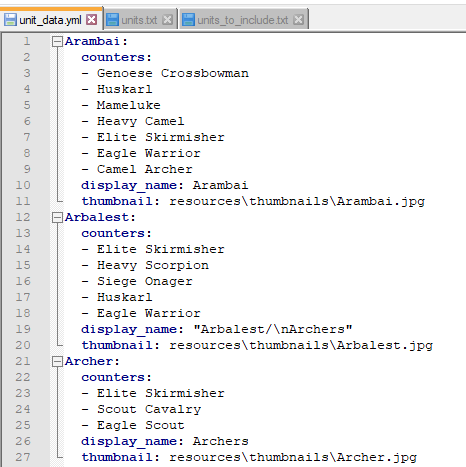 unit_data.yml units.txt units_to_include.txt
1 Arambai:
2   counters:
3   - Genoese Crossbowman
4   - Huskarl
5   - Mameluke
6   - Heavy Camel
7   - Elite Skirmisher
8   - Eagle Warrior
9   - Camel Archer
10   display_name: Arambai
11   thumbnail: resources\thumbnails\Arambai.jpg
12 Arbalest:
13   counters:
14   - Elite Skirmisher
15   - Heavy Scorpion
16   - Siege Onager
17   - Huskarl
18   - Eagle Warrior
19   display_name: "Arbalest/\nArchers"
20   thumbnail: resources\thumbnails\Arbalest.jpg
21 Archer:
22   counters:
23   - Elite Skirmisher
24   - Scout Cavalry
25   - Eagle Scout
26   display_name: Archers
27   thumbnail: resources\thumbnails\Archer.jpg